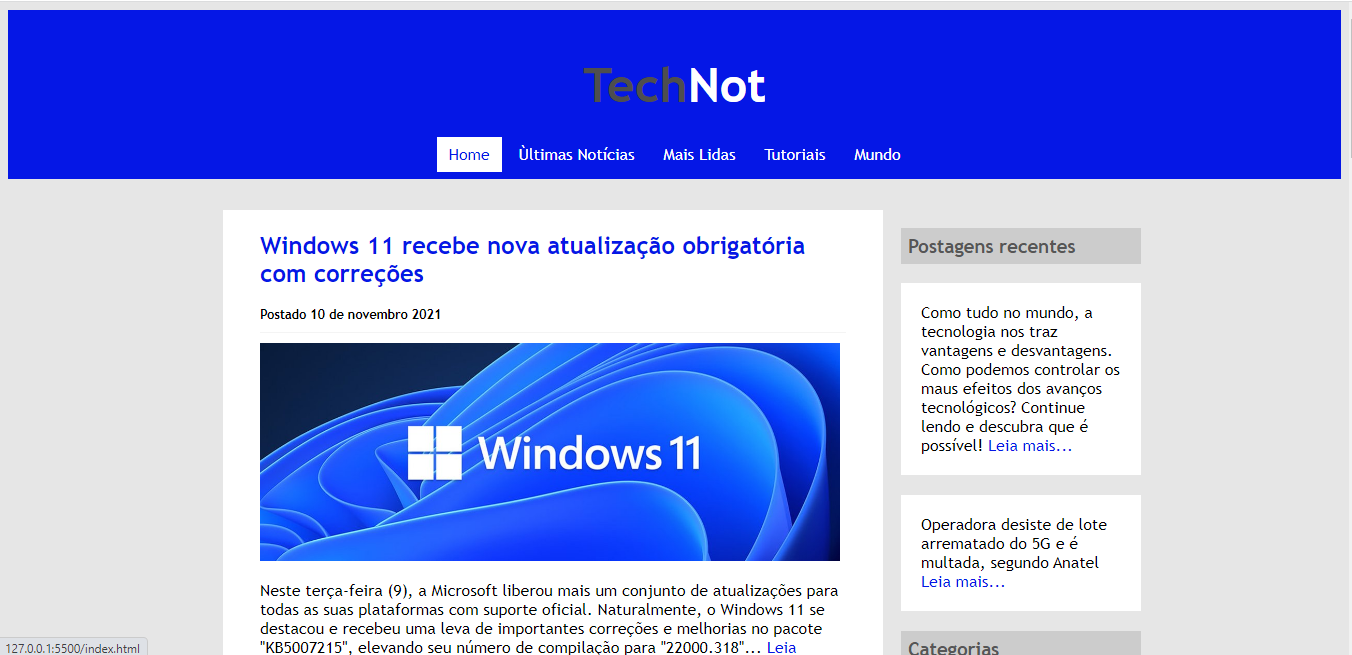 TechNot
Home Ùltimas Notícias Mais Lidas Tutoriais Mundo
Windows 11 recebe nova atualização obrigatória
com correções
Postado 10 de novembro 2021
Windows 11
Neste terça-feira (9), a Microsoft liberou mais um conjunto de atualizações para
todas as suas plataformas com suporte oficial. Naturalmente, o Windows 11 se
destacou e recebeu uma leva de importantes correções e melhorias no pacote
"KB5007215", elevando seu número de compilação para "22000.318"... Leia
Postagens recentes
Como tudo no mundo, a
tecnologia nos traz
vantagens e desvantagens.
Como podemos controlar os
maus efeitos dos avanços
tecnológicos? Continue
lendo e descubra que é
possível! Leia mais...
Operadora desiste de lote
arrematado do 5G e é
multada, segundo Anatel
Leia mais...
Categorias
127.0.0.1:5500/index.html